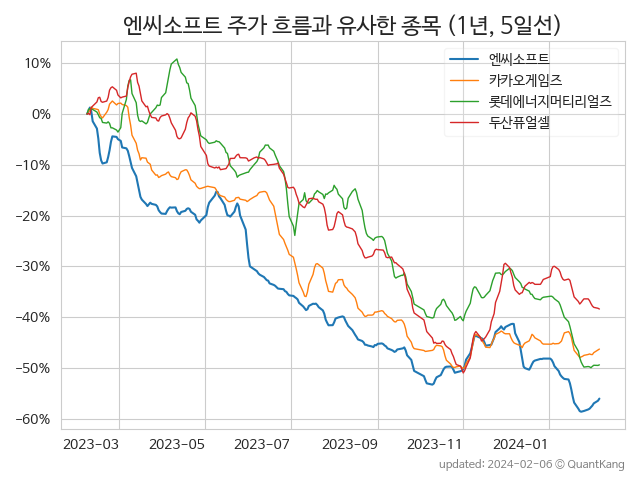 엔씨소프트 주가 흐름과 유사한 종목 (1년, 5일선)
엔씨소프트
카카오게임즈
롯데에너지머티리얼즈
두산퓨얼셀
10%
0%
−10%
−20%
−30%
−40%
−50%
−60%
2023-03 2023-05 2023-07 2023-09 2023-11 2024-01
updated: 2024-02-06 © QuantKang